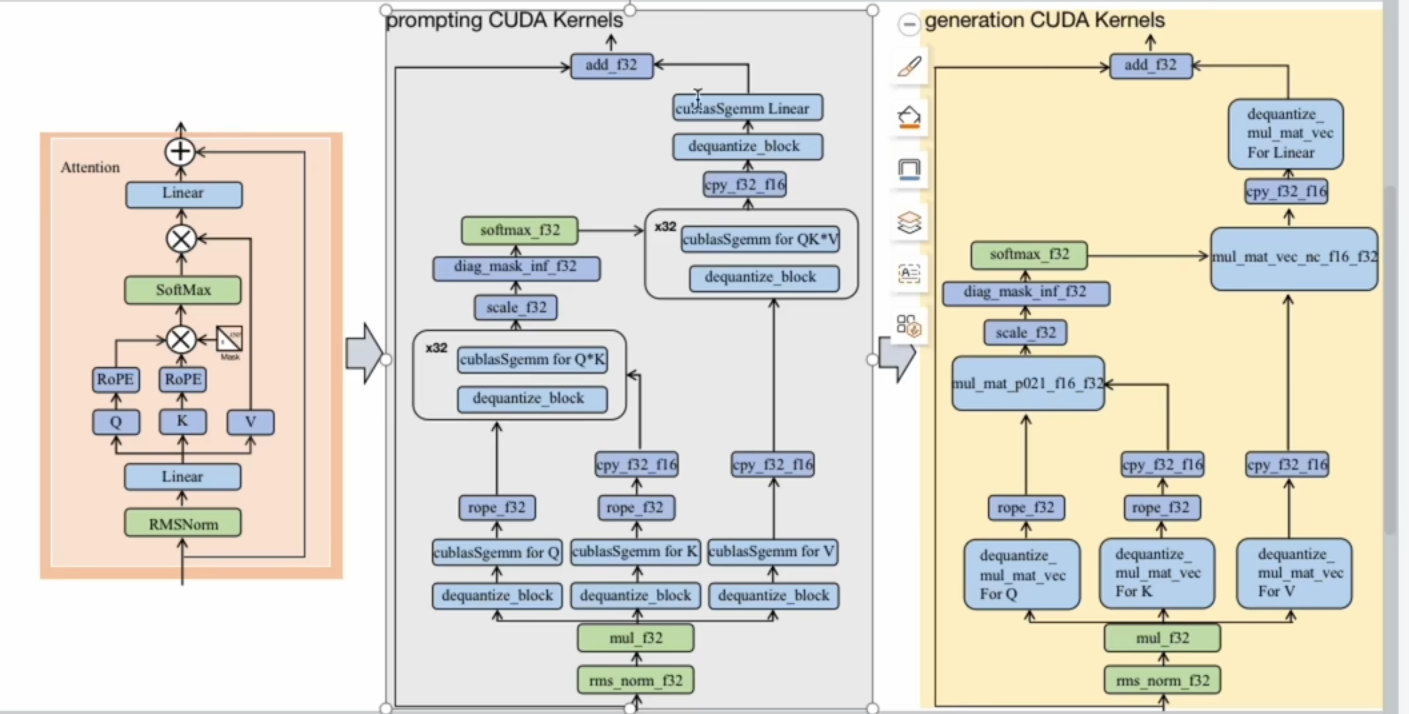 prompting CUDA Kernels
generation CUDA Kernels
Attention
Linear
SoftMax
Mask
RoPE
RoPE
Q
K
V
Linear
RMSNorm
add_f32
cublasSgemm Linear
dequantize_block
cpy_f32_f16
softmax_f32
x32
cublasSgemm for QK*V
dequantize_block
diag_mask_inf_f32
scale_f32
x32
cublasSgemm for Q*K
dequantize_block
cpy_f32_f16
cpy_f32_f16
rope_f32
rope_f32
cublasSgemm for Q
cublasSgemm for K
cublasSgemm for V
dequantize_block
dequantize_block
dequantize_block
mul_f32
rms_norm_f32
add_f32
dequantize_
mul_mat_vec
For Linear
cpy_f32_f16
softmax_f32
mul_mat_vec_nc_f16_f32
diag_mask_inf_f32
scale_f32
mul_mat_p021_f16_f32
cpy_f32_f16
cpy_f32_f16
rope_f32
rope_f32
dequantize_
mul_mat_vec
For Q
dequantize_
mul_mat_vec
For K
dequantize_
mul_mat_vec
For V
mul_f32
rms_norm_f32